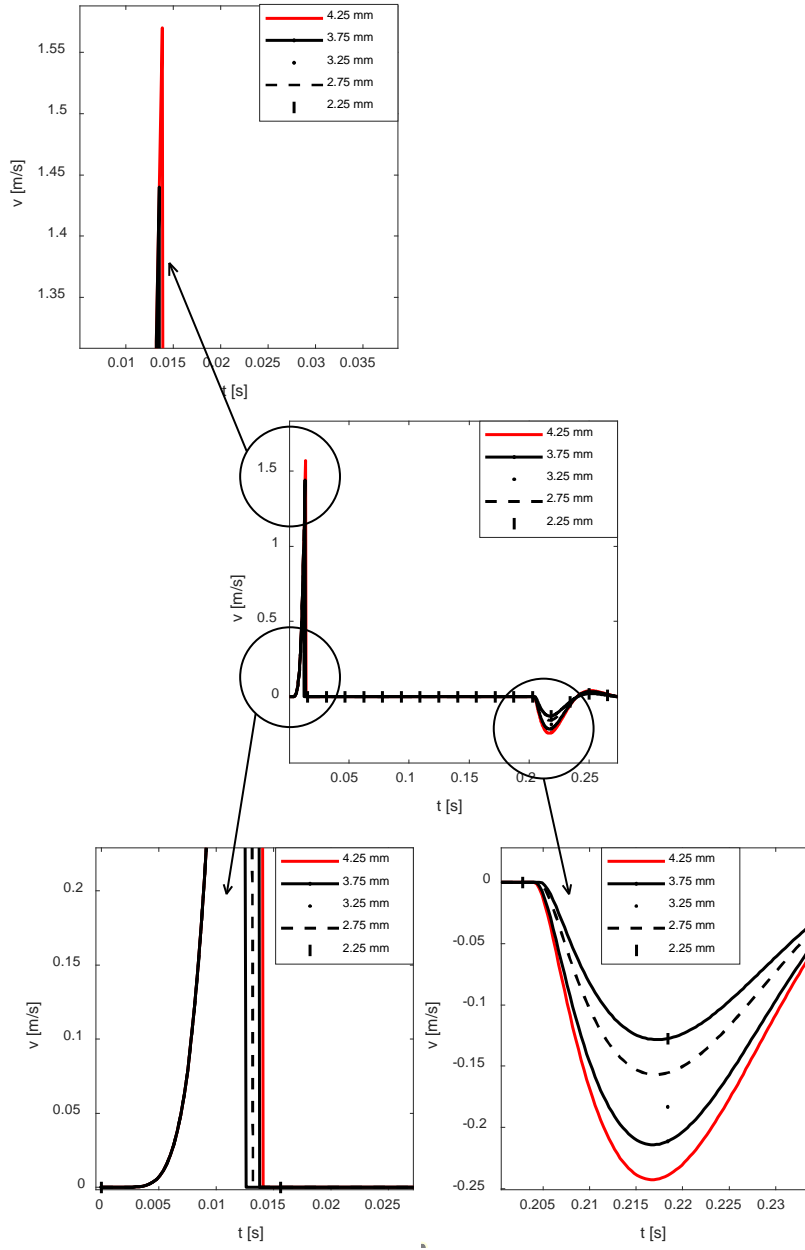 4.25 mm
3.75 mm
3.25 mm
2.75 mm
2.25 mm
1.55
1.5
1.45
1.4
1.35
v [m/s]
0.01 0.015 0.02 0.025 0.03 0.035
t [s]
4.25 mm
3.75 mm
3.25 mm
2.75 mm
2.25 mm
1.5
1
0.5
0
v [m/s]
0.05 0.1 0.15 0.2 0.25
t [s]
4.25 mm
3.75 mm
3.25 mm
2.75 mm
2.25 mm
0.2
0.15
0.1
0.05
0
v [m/s]
0 0.005 0.01 0.015 0.02 0.025
t [s]
4.25 mm
3.75 mm
3.25 mm
2.75 mm
2.25 mm
0
-0.05
-0.1
-0.15
-0.2
-0.25
v [m/s]
0.205 0.21 0.215 0.22 0.225 0.23
t [s]